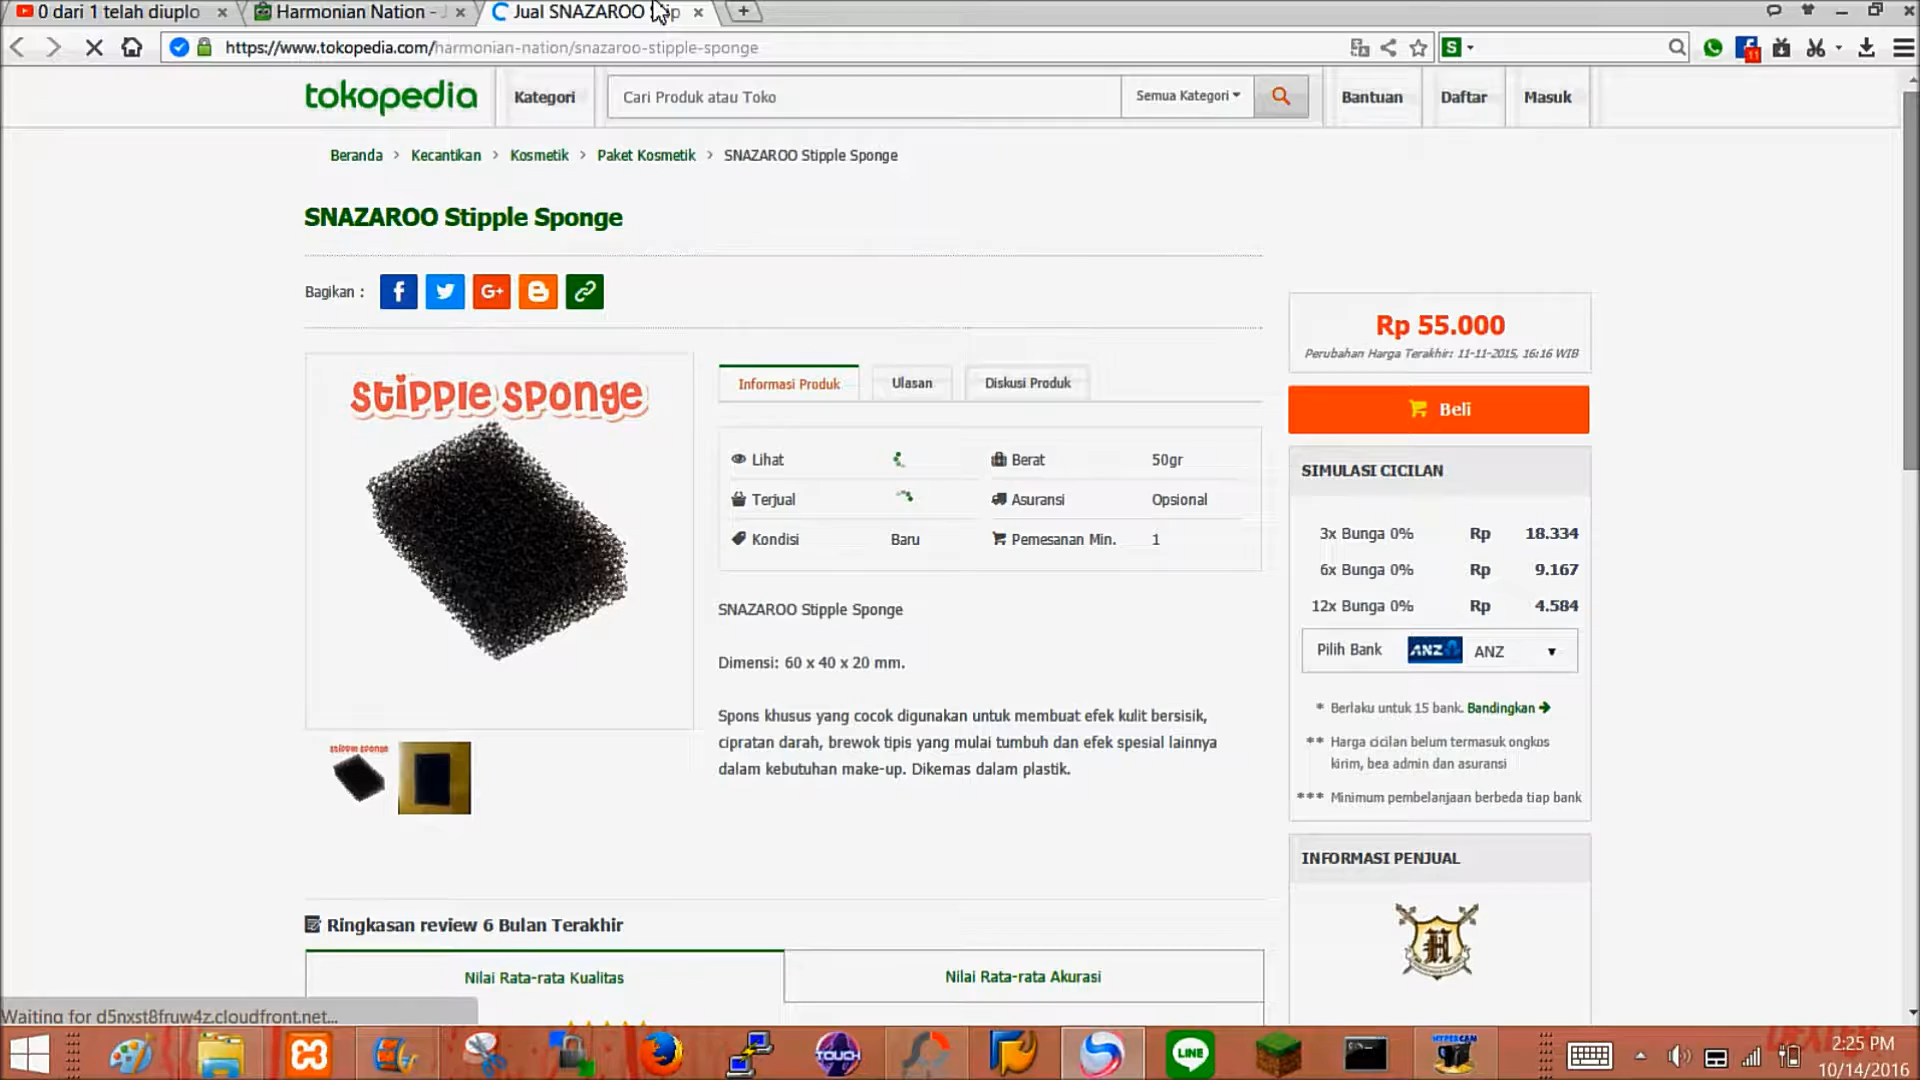 0 dari 1 telah diuplo
Harmonian Nation -
Jual SNAZAROO
https://www.tokopedia.com/harmonian-nation/snazaroo-stipple-sponge
S
11
tokopedia
Kategori
Cari Produk atau Toko
Semua Kategori
Bantuan
Daftar
Masuk
Beranda > Kecantikan > Kosmetik > Paket Kosmetik > SNAZAROO Stipple Sponge
SNAZAROO Stipple Sponge
Bagikan :
Rp 55.000
Perubahan Harga Terakhir: 11-11-2015, 16:16 WIB
Beli
stipple sponge
Informasi Produk
Ulasan
Diskusi Produk
Lihat
Berat 50gr
Terjual
Asuransi Opsional
Kondisi Baru
Pemesanan Min. 1
SNAZAROO Stipple Sponge
Dimensi: 60 x 40 x 20 mm.
Spons khusus yang cocok digunakan untuk membuat efek kulit bersisik,
cipratan darah, brewok tipis yang mulai tumbuh dan efek spesial lainnya
dalam kebutuhan make-up. Dikemas dalam plastik.
stipple sponge
SIMULASI CICILAN
3x Bunga 0% Rp 18.334
6x Bunga 0% Rp 9.167
12x Bunga 0% Rp 4.584
Pilih Bank ANZ ANZ
* Berlaku untuk 15 bank. Bandingkan
** Harga cicilan belum termasuk ongkus
kirim, bea admin dan asuransi
*** Minimum pembelanjaan berbeda tiap bank
INFORMASI PENJUAL
H
Ringkasan review 6 Bulan Terakhir
Nilai Rata-rata Kualitas
Nilai Rata-rata Akurasi
Waiting for d5nxst8fruw4z.cloudfront.net...
TOUCH
LINE
HYPERCAM
2:25 PM
10/14/2016